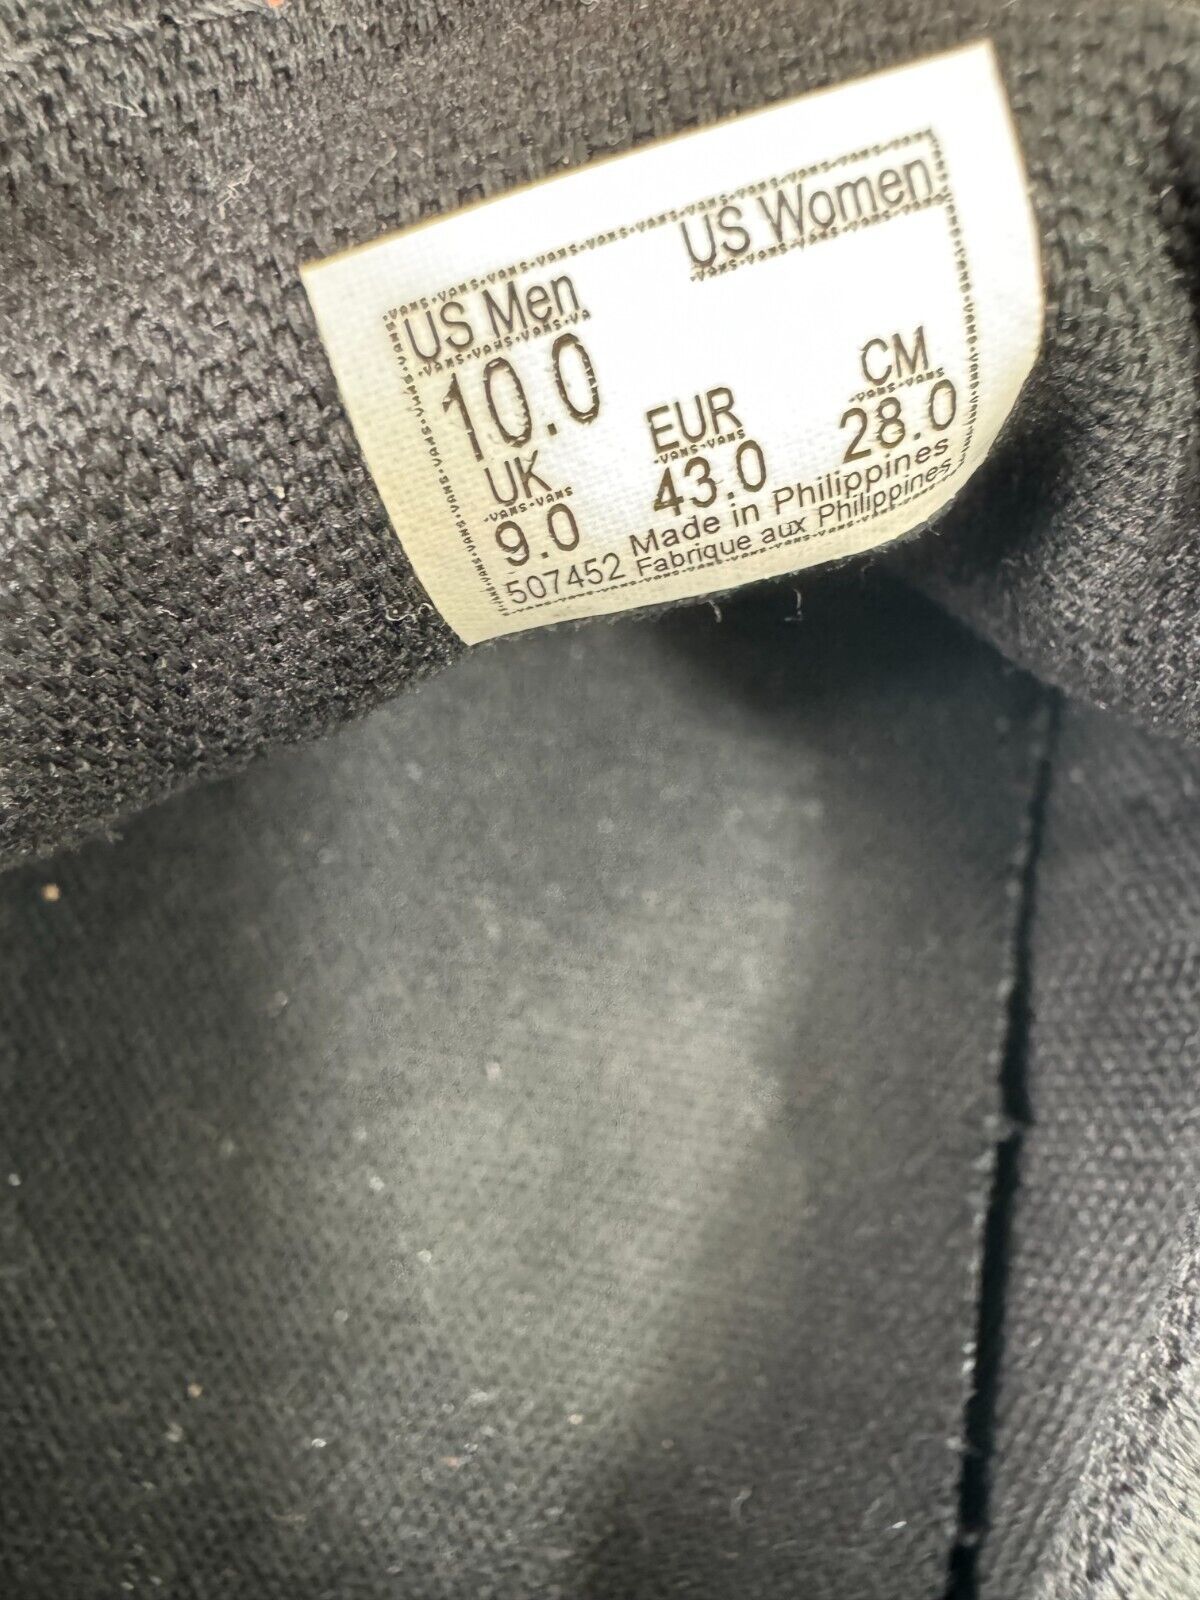 US Men US Women
10.0
UK EUR CM
9.0 43.0 28.0
507452 Made in Philippines
Fabrique aux Philippines